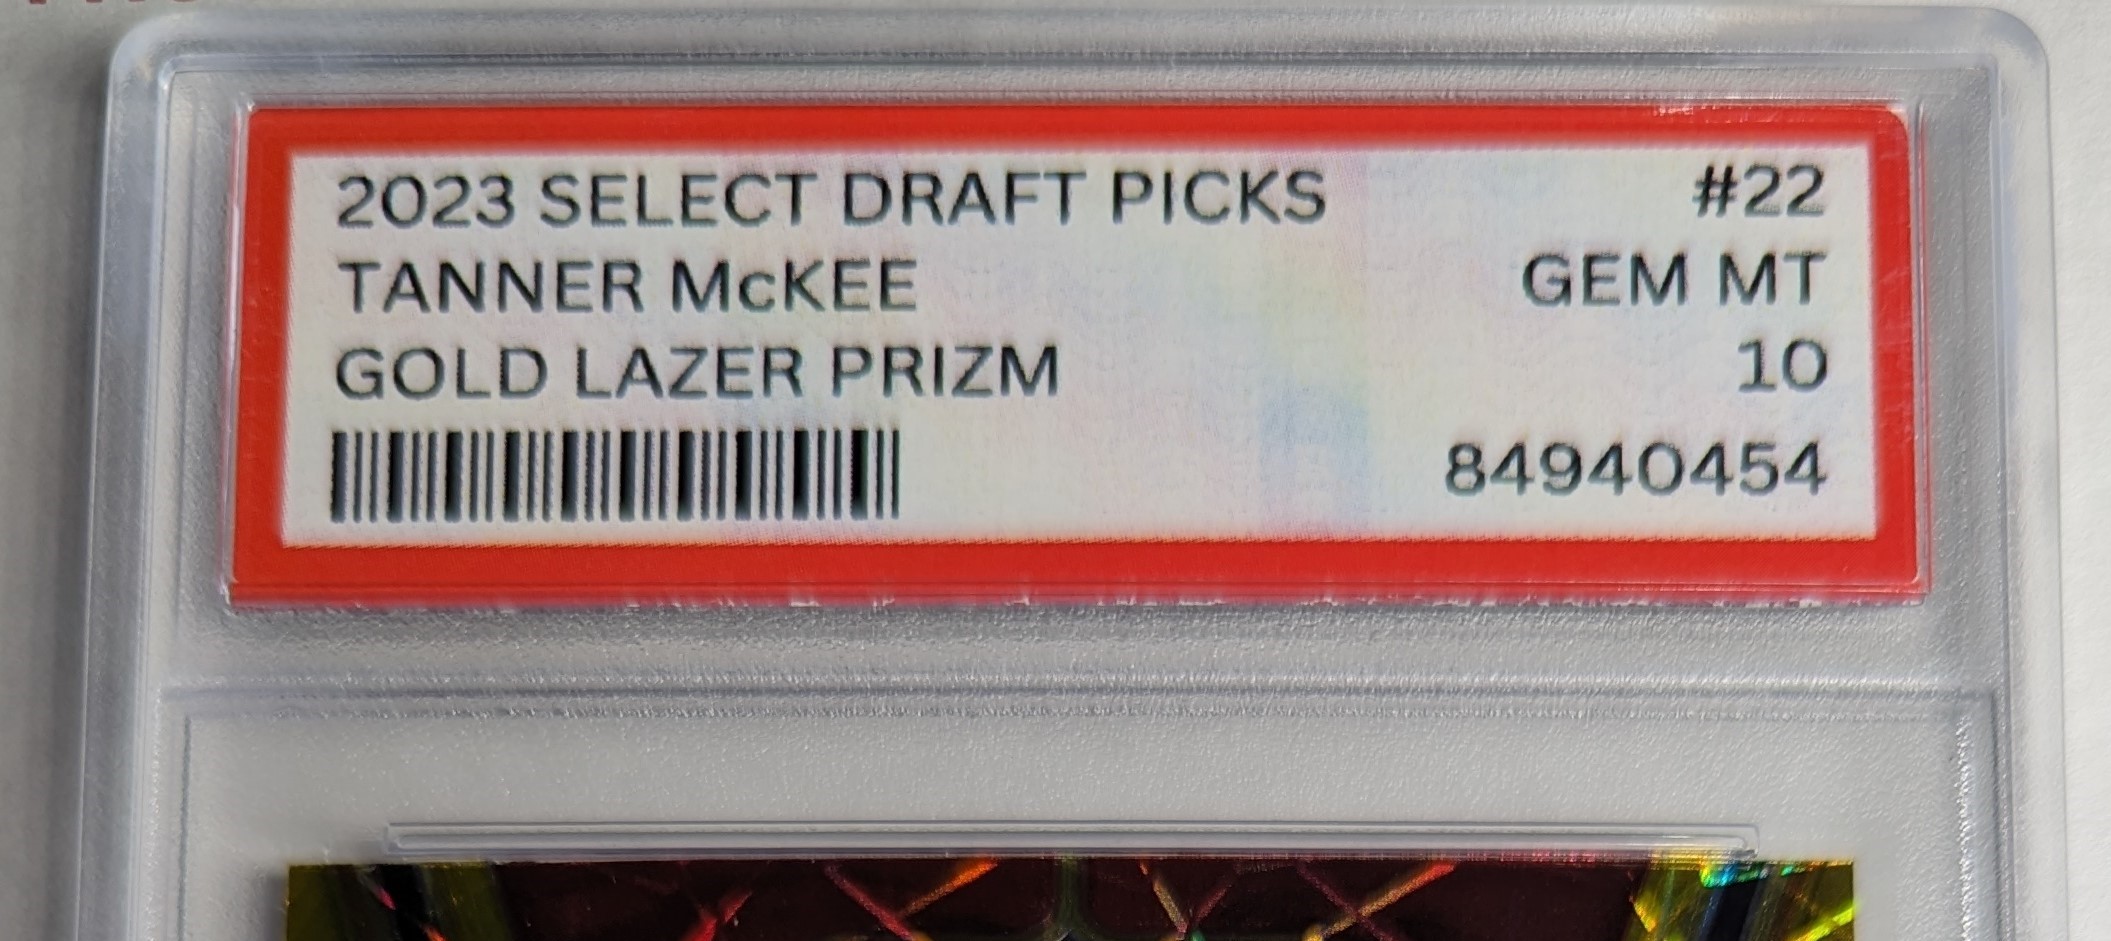 2023 SELECT DRAFT PICKS #22
TANNER McKEE GEM MT
GOLD LAZER PRIZM 10
84940454